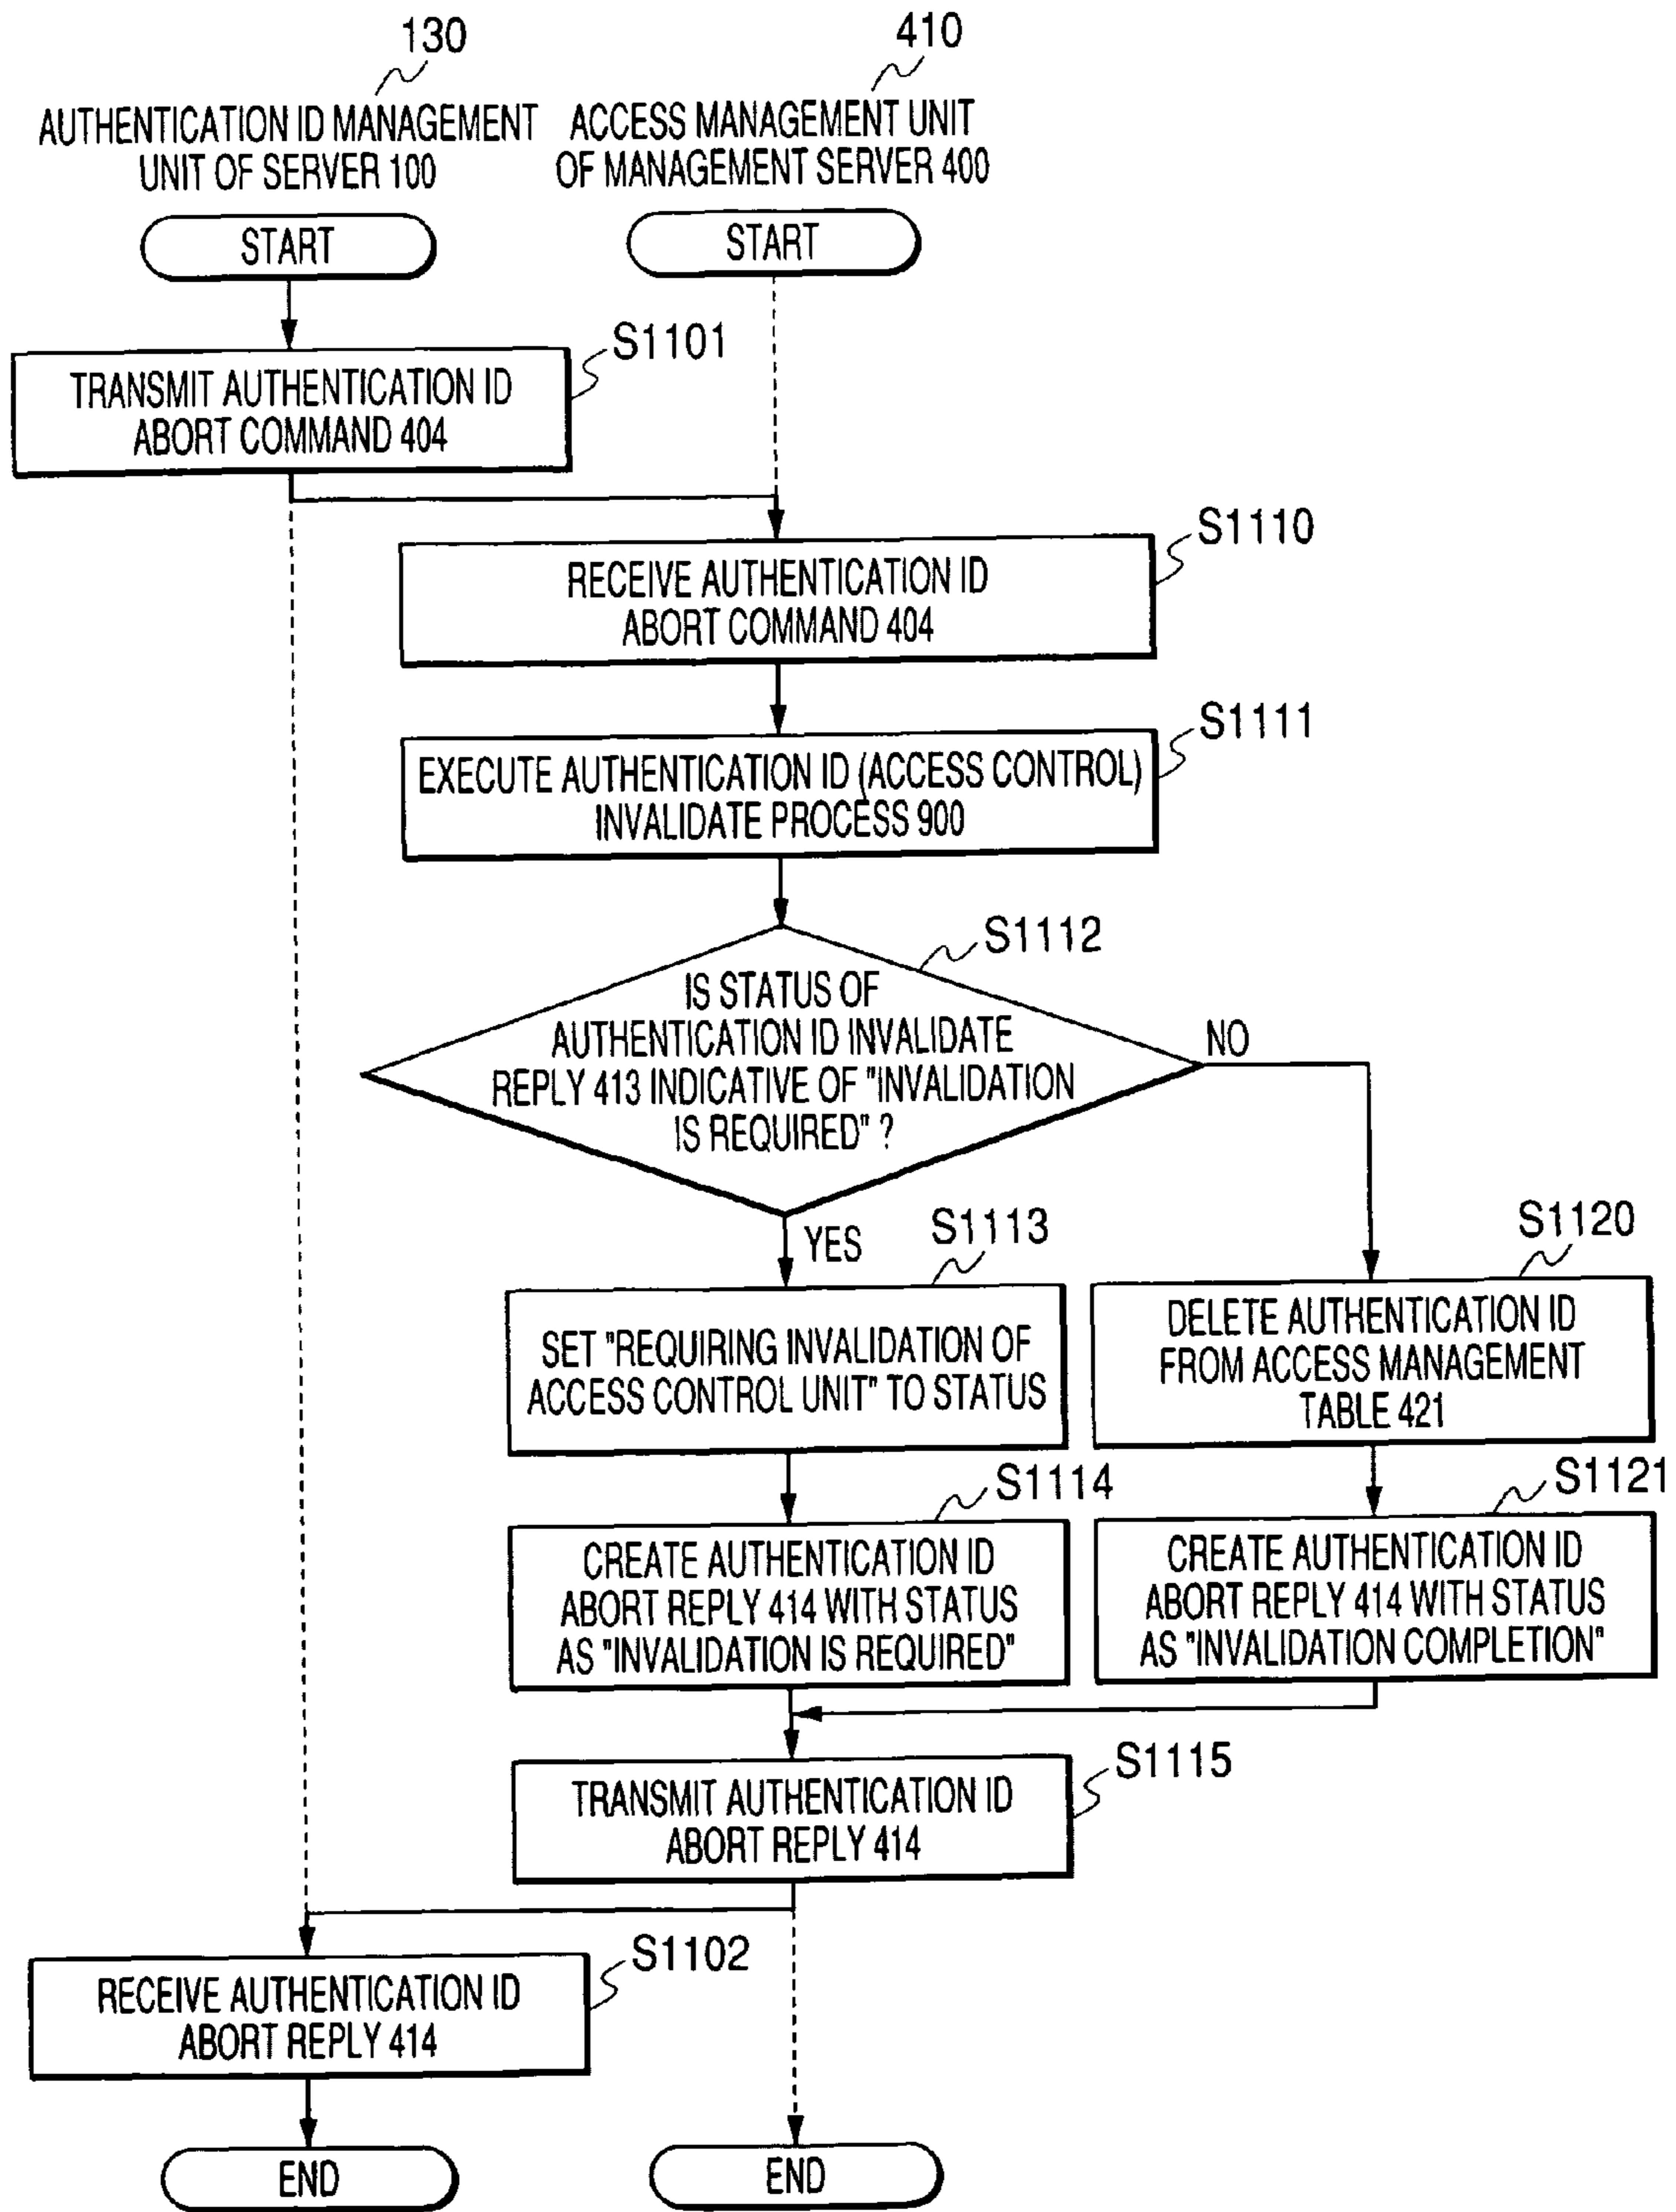 130
410
AUTHENTICATION ID MANAGEMENT
UNIT OF SERVER 100
ACCESS MANAGEMENT UNIT
OF MANAGEMENT SERVER 400
START
START
S1101
TRANSMIT AUTHENTICATION ID
ABORT COMMAND 404
S1110
RECEIVE AUTHENTICATION ID
ABORT COMMAND 404
S1111
EXECUTE AUTHENTICATION ID (ACCESS CONTROL)
INVALIDATE PROCESS 900
S1112
IS STATUS OF
AUTHENTICATION ID INVALIDATE
REPLY 413 INDICATIVE OF "INVALIDATION
IS REQUIRED" ?
NO
YES
S1113
SET "REQUIRING INVALIDATION OF
ACCESS CONTROL UNIT" TO STATUS
S1120
DELETE AUTHENTICATION ID
FROM ACCESS MANAGEMENT
TABLE 421
S1114
CREATE AUTHENTICATION ID
ABORT REPLY 414 WITH STATUS
AS "INVALIDATION IS REQUIRED"
S1121
CREATE AUTHENTICATION ID
ABORT REPLY 414 WITH STATUS
AS "INVALIDATION COMPLETION"
S1115
TRANSMIT AUTHENTICATION ID
ABORT REPLY 414
S1102
RECEIVE AUTHENTICATION ID
ABORT REPLY 414
END
END